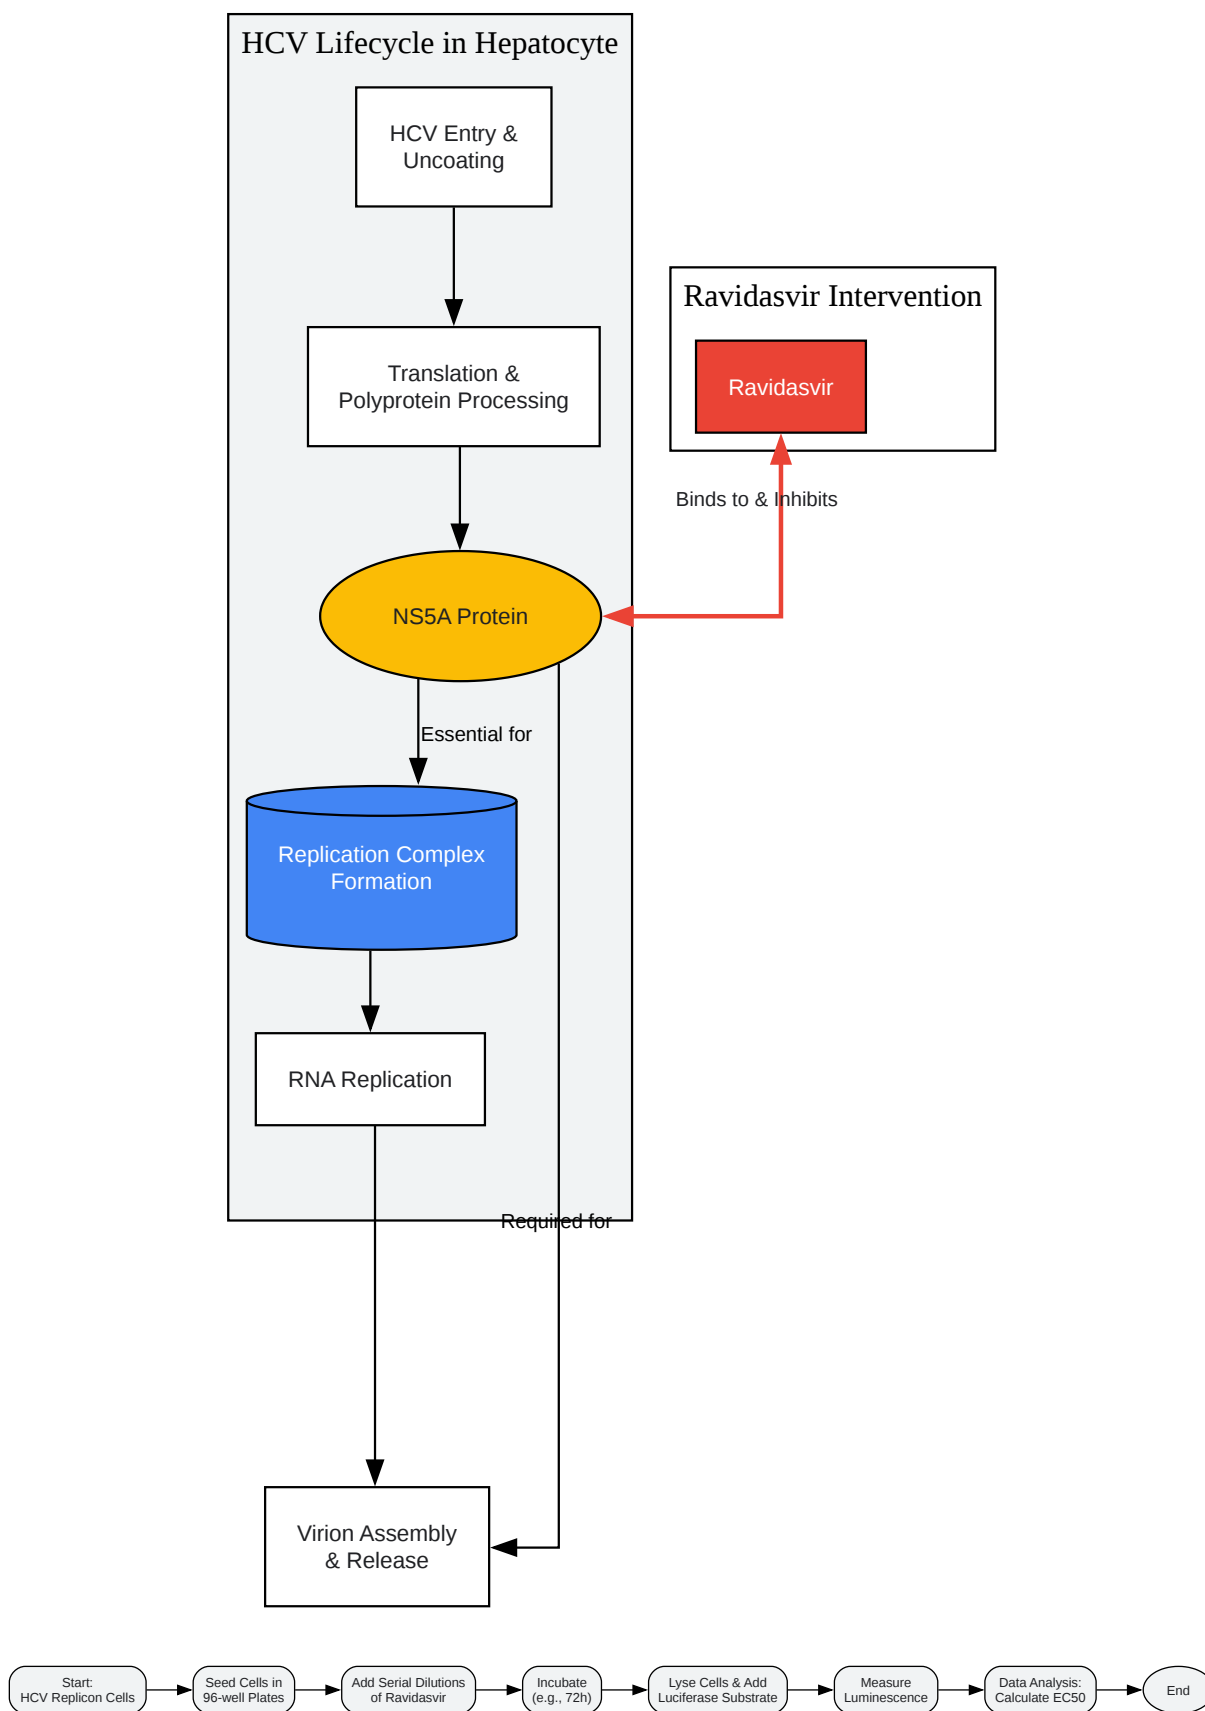 HCV Lifecycle in Hepatocyte
HCV Entry &
Uncoating
Ravidasvir Intervention
Translation &
Polyprotein Processing
Ravidasvir
Binds to & Inhibits
NS5A Protein
Essential for
Replication Complex
Formation
RNA Replication
Required for
Virion Assembly
& Release
Start:
HCV Replicon Cells
Seed Cells in
96-well Plates
Add Serial Dilutions
of Ravidasvir
Incubate
(e.g., 72h)
Lyse Cells & Add
Luciferase Substrate
Measure
Luminescence
Data Analysis:
Calculate EC50
End